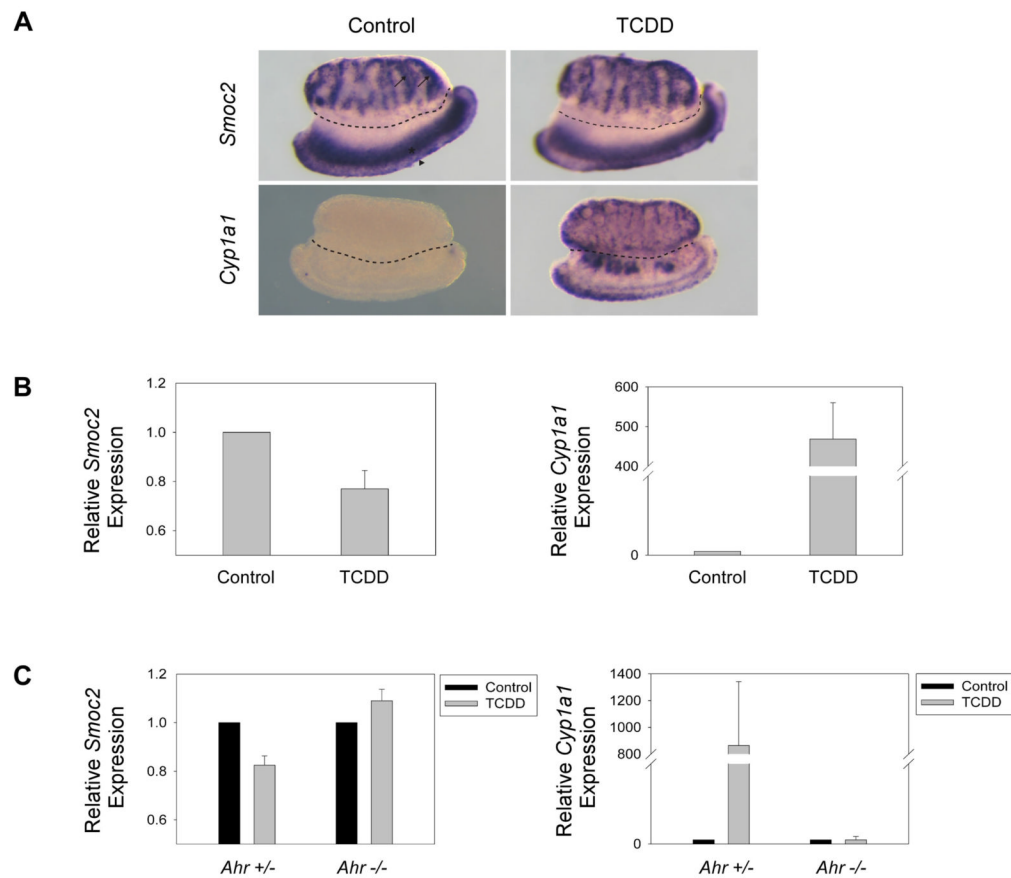 A
Control TCDD
Smoc2
Cyp1a1
B
Relative Smoc2
Expression
1.2
1.0
0.8
0.6
Control TCDD
Relative Cyp1a1
Expression
600
500
400
0
Control TCDD
C
Relative Smoc2
Expression
1.2
1.0
0.8
0.6
Control
TCDD
Ahr +/- Ahr -/-
Relative Cyp1a1
Expression
1400
1200
1000
800
0
Control
TCDD
Ahr +/- Ahr -/-